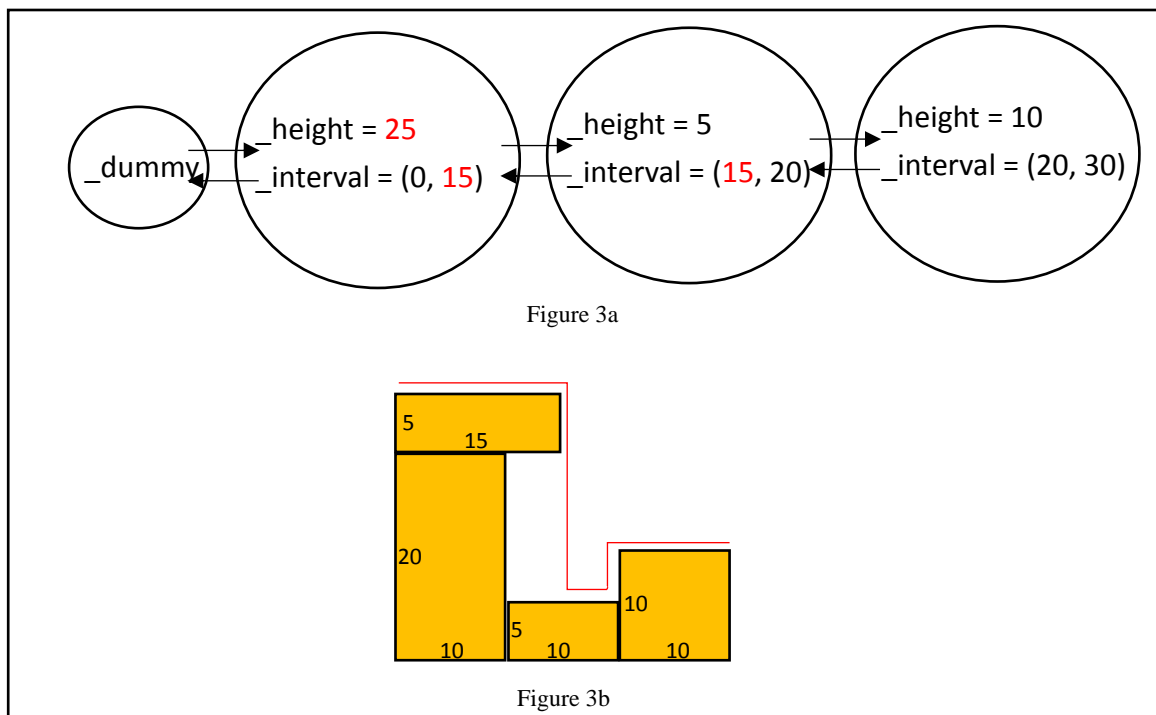 _dummy
_height = 25
_interval = (0, 15)
_height = 5
_interval = (15, 20)
_height = 10
_interval = (20, 30)
Figure 3a
5
15
20
10
5
10
10
10
Figure 3b